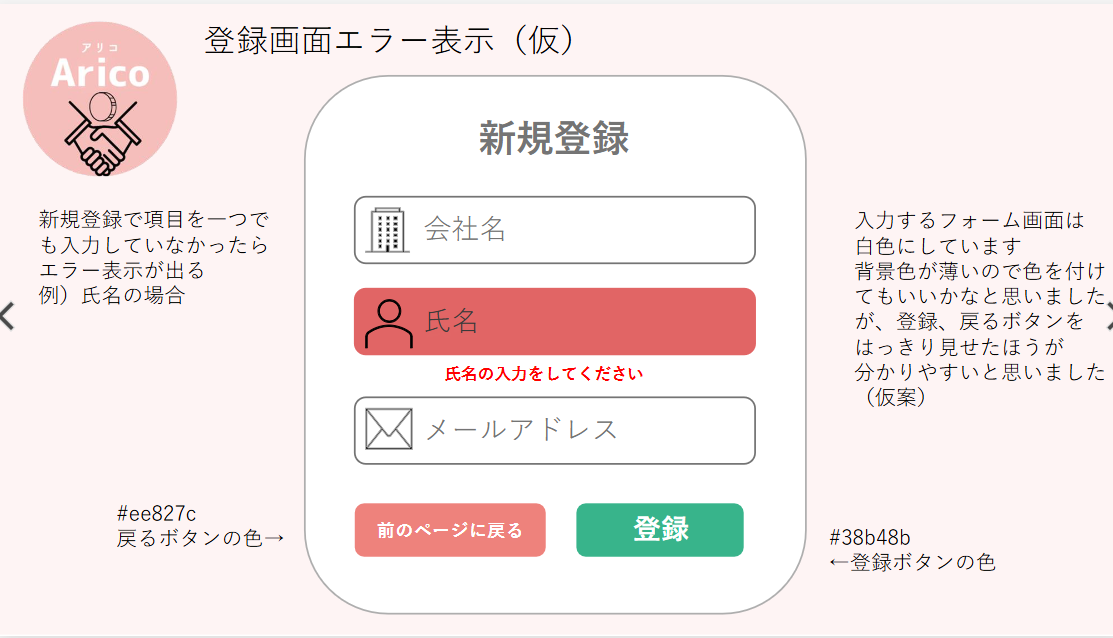 アリコ
Arico
登録画面エラー表示（仮）
新規登録
会社名
氏名
氏名の入力をしてください
メールアドレス
前のページに戻る
登録
新規登録で項目を一つで
も入力していなかったら
エラー表示が出る
例）氏名の場合
#ee827c
戻るボタンの色→
入力するフォーム画面は
白色にしています
背景色が薄いので色を付け
てもいいかなと思いました
が、登録、戻るボタンを
はっきり見せたほうが
分かりやすいと思いました
（仮案）
#38b48b
←登録ボタンの色